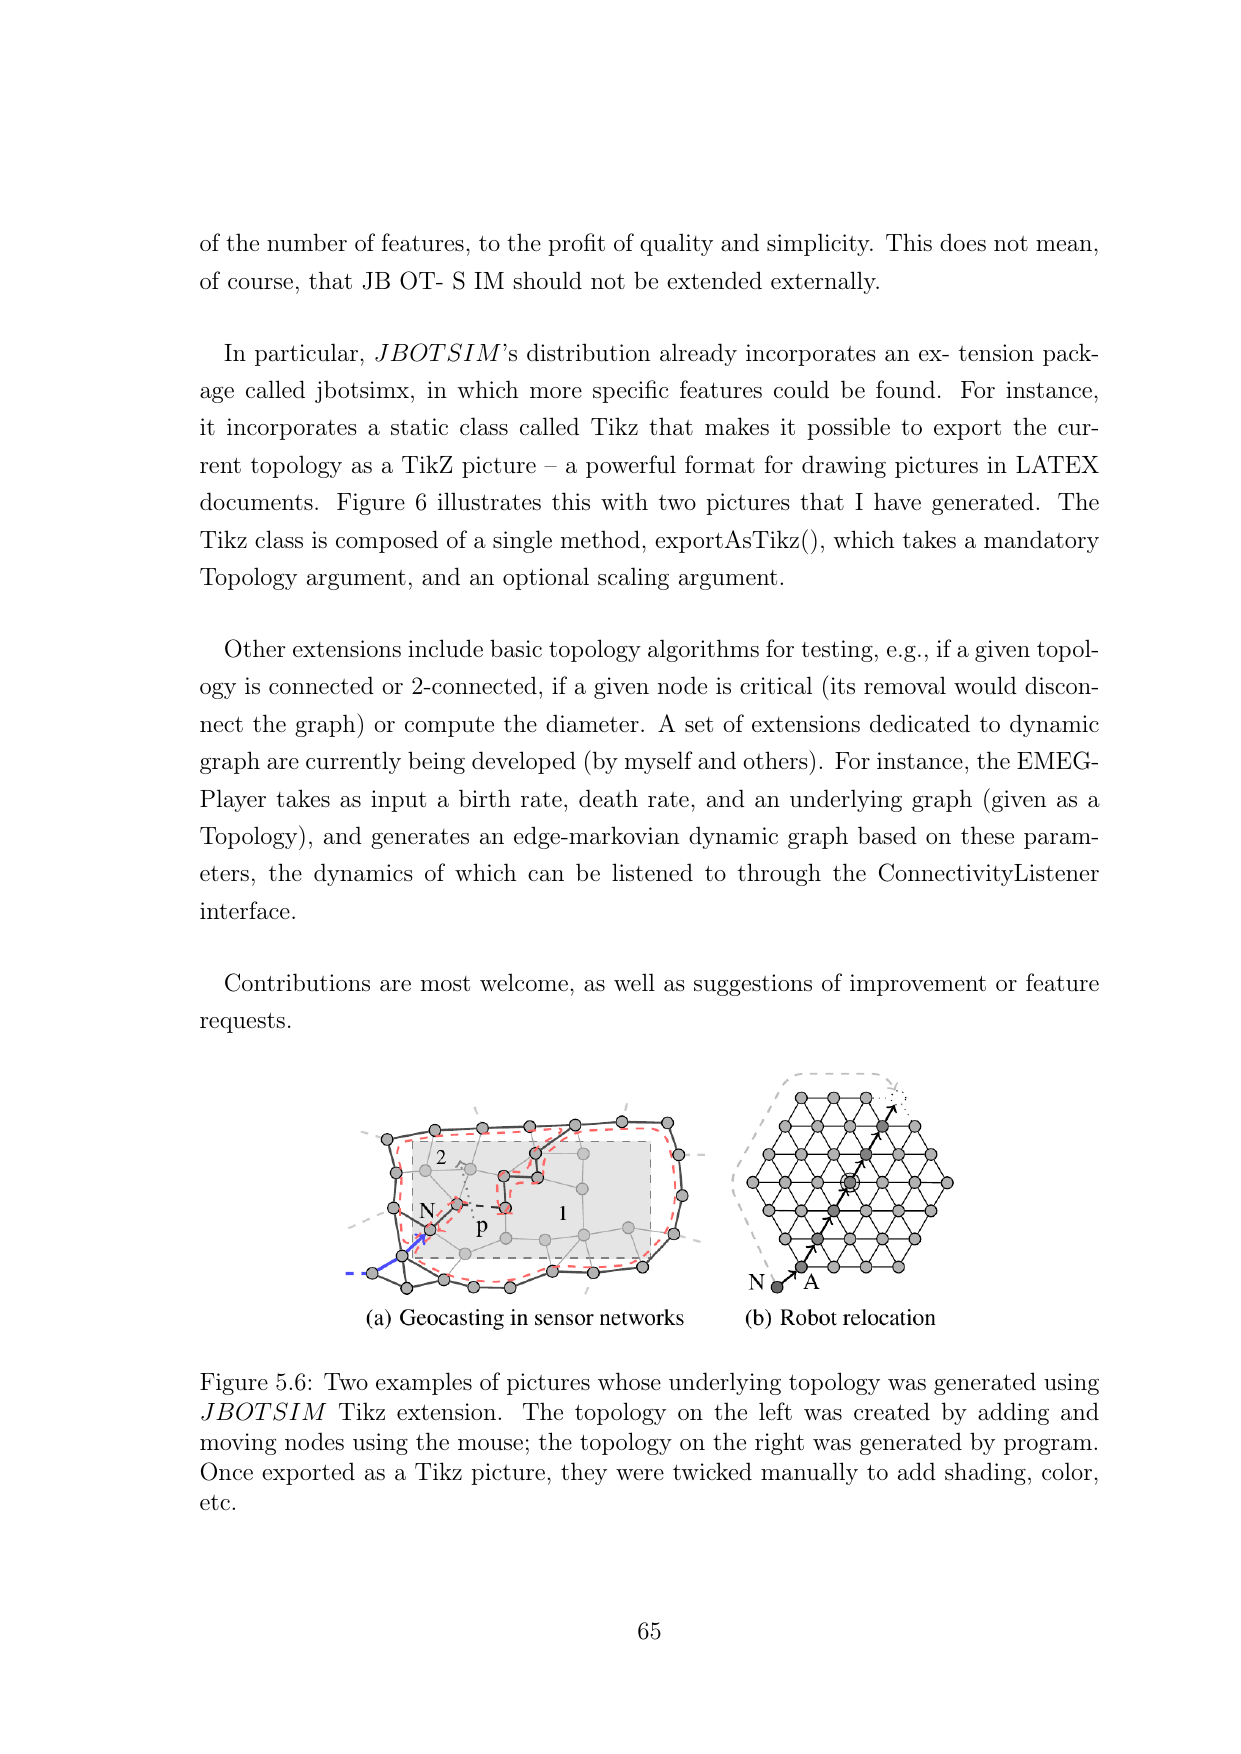 of the number of features, to the profit of quality and simplicity. This does not mean,
of course, that JB OT- S IM should not be extended externally.
In particular, JBOTSIM's distribution already incorporates an ex- tension pack-
age called jbotsimx, in which more specific features could be found. For instance,
it incorporates a static class called Tikz that makes it possible to export the cur-
rent topology as a TikZ picture – a powerful format for drawing pictures in LATEX
documents. Figure 6 illustrates this with two pictures that I have generated. The
Tikz class is composed of a single method, exportAsTikz(), which takes a mandatory
Topology argument, and an optional scaling argument.
Other extensions include basic topology algorithms for testing, e.g., if a given topol-
ogy is connected or 2-connected, if a given node is critical (its removal would discon-
nect the graph) or compute the diameter. A set of extensions dedicated to dynamic
graph are currently being developed (by myself and others). For instance, the EMEG-
Player takes as input a birth rate, death rate, and an underlying graph (given as a
Topology), and generates an edge-markovian dynamic graph based on these param-
eters, the dynamics of which can be listened to through the ConnectivityListener
interface.
Contributions are most welcome, as well as suggestions of improvement or feature
requests.
2
N
p
1
N
A
(a) Geocasting in sensor networks
(b) Robot relocation
Figure 5.6: Two examples of pictures whose underlying topology was generated using
JBOTSIM Tikz extension. The topology on the left was created by adding and
moving nodes using the mouse; the topology on the right was generated by program.
Once exported as a Tikz picture, they were twicked manually to add shading, color,
etc.
65